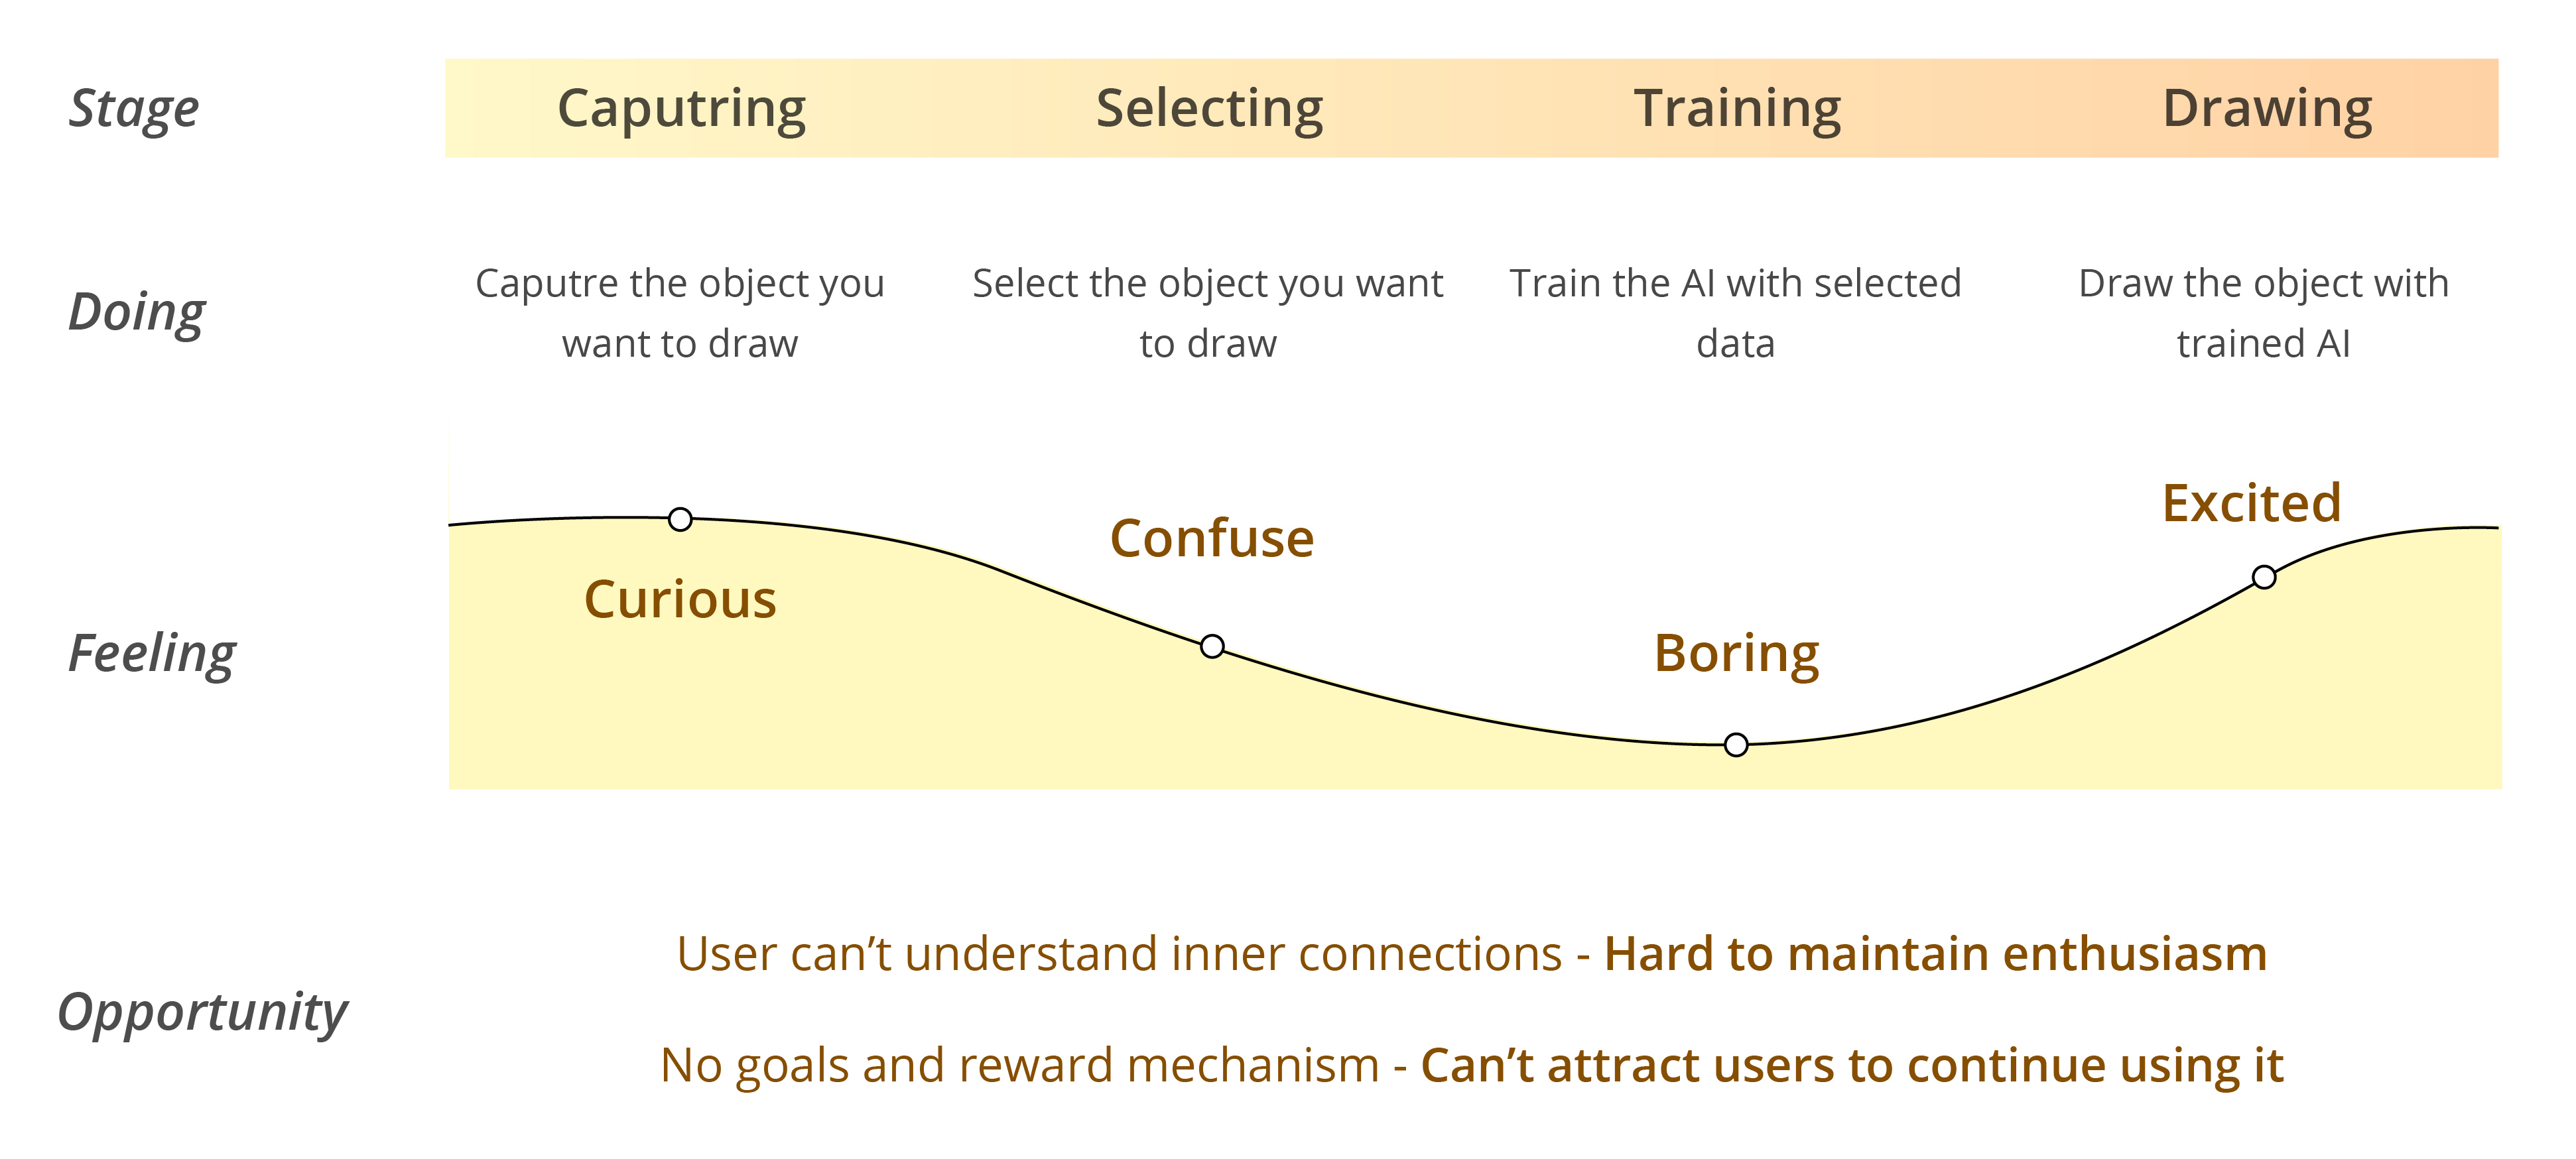 Stage
Caputring
Selecting
Training
Drawing
Doing
Caputre the object you
want to draw
Select the object you want
to draw
Train the AI with selected
data
Draw the object with
trained AI
Feeling
Curious
Confuse
Boring
Excited
Opportunity
User can’t understand inner connections - Hard to maintain enthusiasm
No goals and reward mechanism - Can’t attract users to continue using it